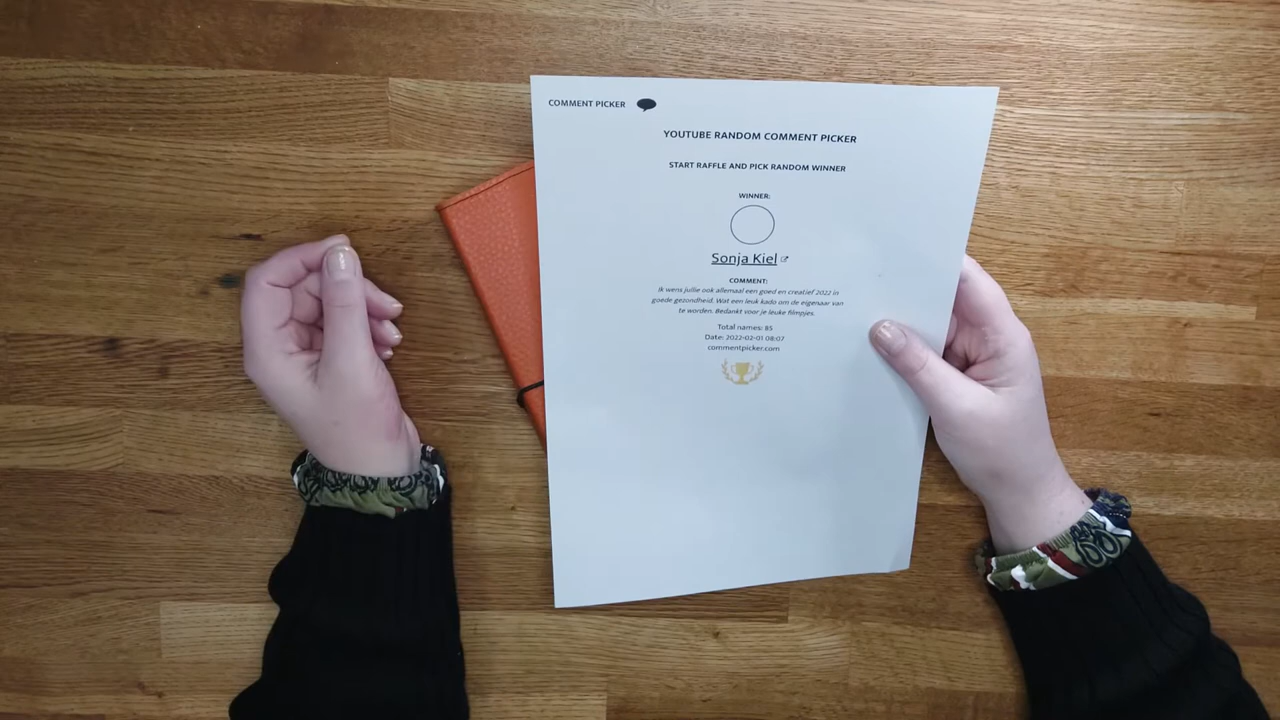 COMMENT PICKER
YOUTUBE RANDOM COMMENT PICKER
START RAFFLE AND PICK RANDOM WINNER
WINNER:
Sonja Kiel
COMMENT:
Ik wens jullie ook allemaal een goed en creatief 2022 in
goede gezondheid. Wat een leuk kado om de eigenaar van
te worden. Bedankt voor je leuke filmpjes.
Total names: 85
Date: 2022-02-01 08:07
commentpicker.com